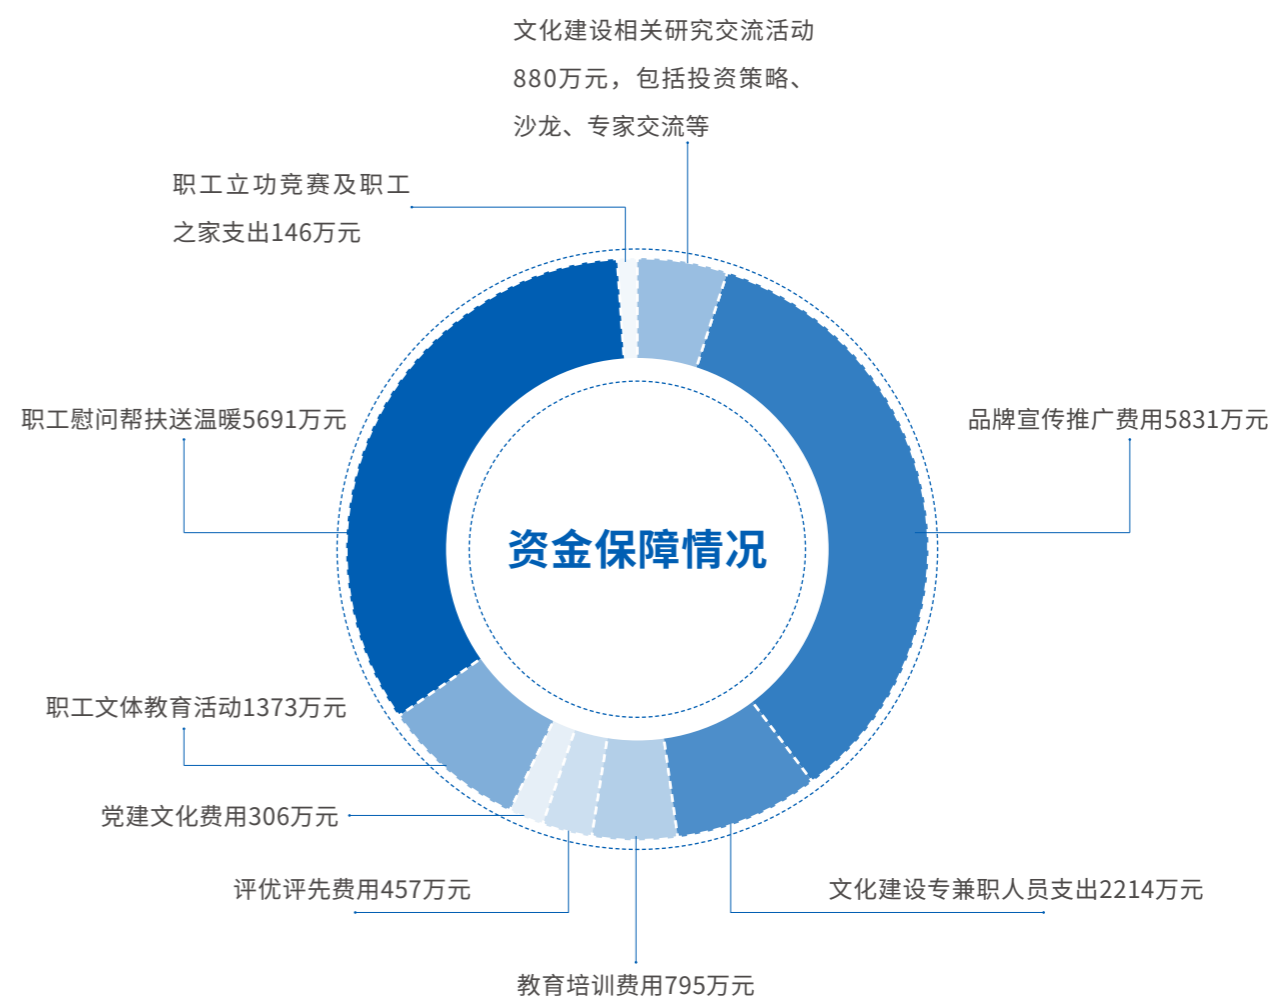 文化建设相关研究交流活动
880万元，包括投资策略、
沙龙、专家交流等
职工立功竞赛及职工
之家支出146万元
职工慰问帮扶送温暖5691万元
品牌宣传推广费用5831万元
资金保障情况
职工文体教育活动1373万元
党建文化费用306万元
评优评先费用457万元
文化建设专兼职人员支出2214万元
教育培训费用795万元